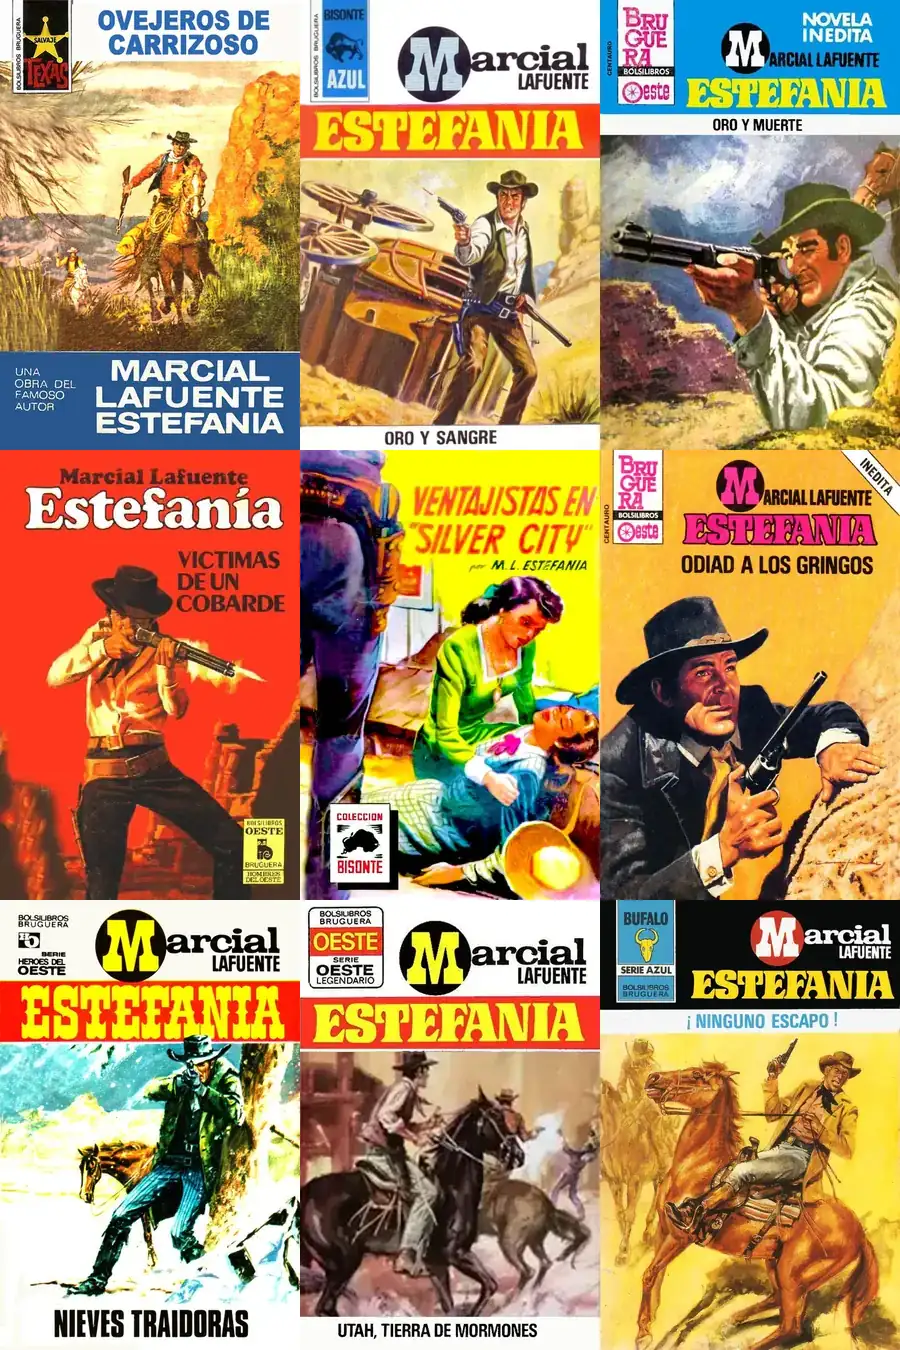 BOLSILIBROS BRUGUERA
SALVAJE
TEXAS
OVEJEROS DE
CARRIZOSO
UNA
OBRA DEL
FAMOSO
AUTOR
MARCIAL
LAFUENTE
ESTEFANIA
BISONTE
AZUL
BOLSILIBROS BRUGUERA
Marcial
LAFUENTE
ESTEFANIA
ORO Y SANGRE
CENTAURO
BRU
GUE
RA
BOLSILIBROS
Oeste
NOVELA
INEDITA
MARCIAL LAFUENTE
ESTEFANIA
ORO Y MUERTE
Marcial Lafuente
Estefanía
VICTIMAS
DE UN
COBARDE
BOLSILIBROS
OESTE
BRUGUERA
HOMBRES
DEL OESTE
VENTAJISTAS EN
"SILVER CITY"
por M. L. ESTEFANIA
COLECCION
BISONTE
CENTAURO
BRU
GUE
RA
BOLSILIBROS
Oeste
INEDITA
MARCIAL LAFUENTE
ESTEFANIA
ODIAD A LOS GRINGOS
BOLSILIBROS
BRUGUERA
SERIE
HEROES DEL
OESTE
Marcial
LAFUENTE
ESTEFANIA
NIEVES TRAIDORAS
BOLSILIBROS
BRUGUERA
OESTE
SERIE
OESTE
LEGENDARIO
Marcial
LAFUENTE
ESTEFANIA
UTAH, TIERRA DE MORMONES
BUFALO
SERIE AZUL
BOLSILIBROS
BRUGUERA
Marcial
LAFUENTE
ESTEFANIA
¡NINGUNO ESCAPO!